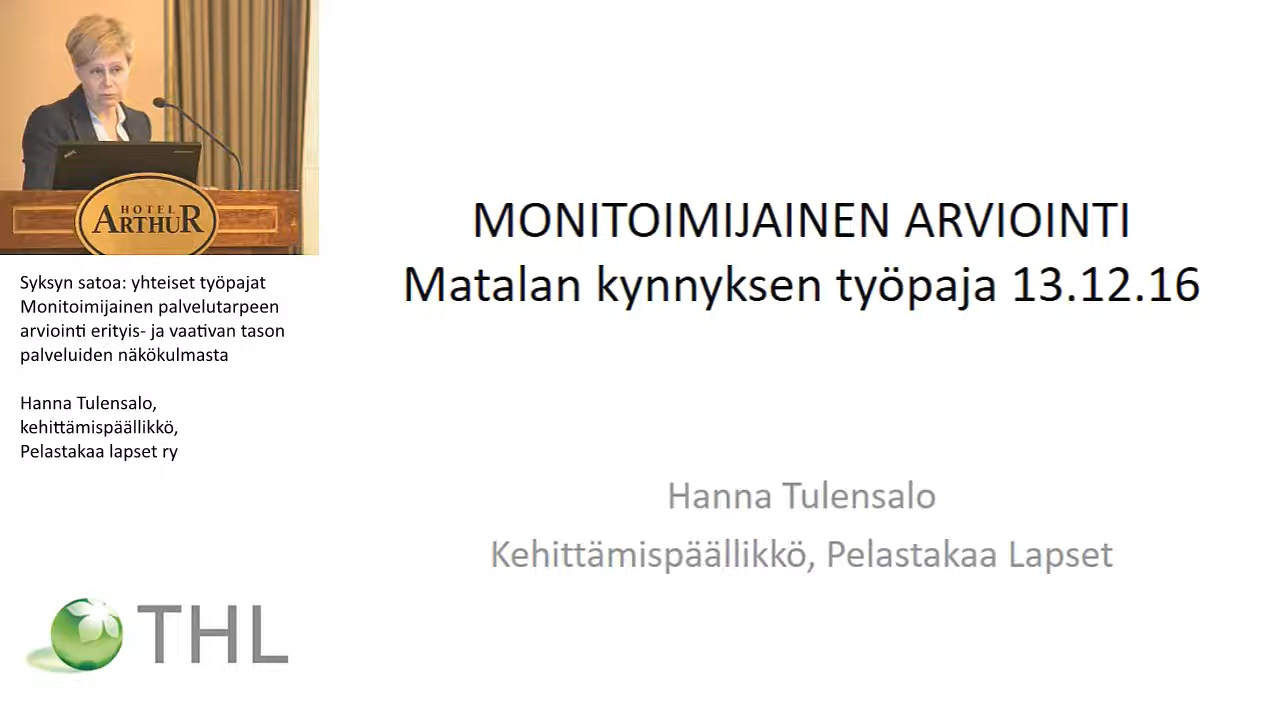 HOTEL
ARTHUR
Syksyn satoa: yhteiset työpajat
Monitoimijainen palvelutarpeen
arviointi erityis- ja vaativan tason
palveluiden näkökulmasta
Hanna Tulensalo,
kehittämispäällikkö,
Pelastakaa lapset ry
THL
MONITOIMIJAINEN ARVIOINTI
Matalan kynnyksen työpaja 13.12.16
Hanna Tulensalo
Kehittämispäällikkö, Pelastakaa Lapset